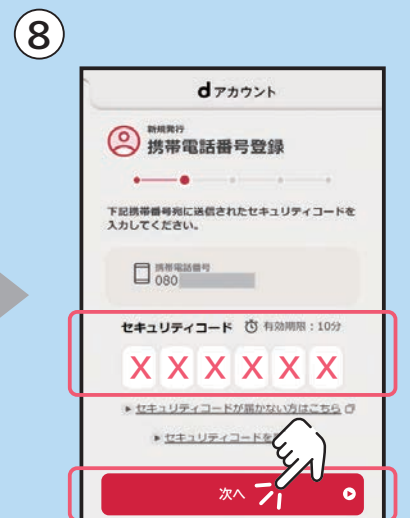 8
dアカウント
新規発行
携帯電話番号登録
下記携帯番号宛に送信されたセキュリティコードを
入力してください。
携帯電話番号
080
セキュリティコード 有効期限：10分
X X X X X X
セキュリティコードが届かない方はこちら
セキュリティコードを
次へ